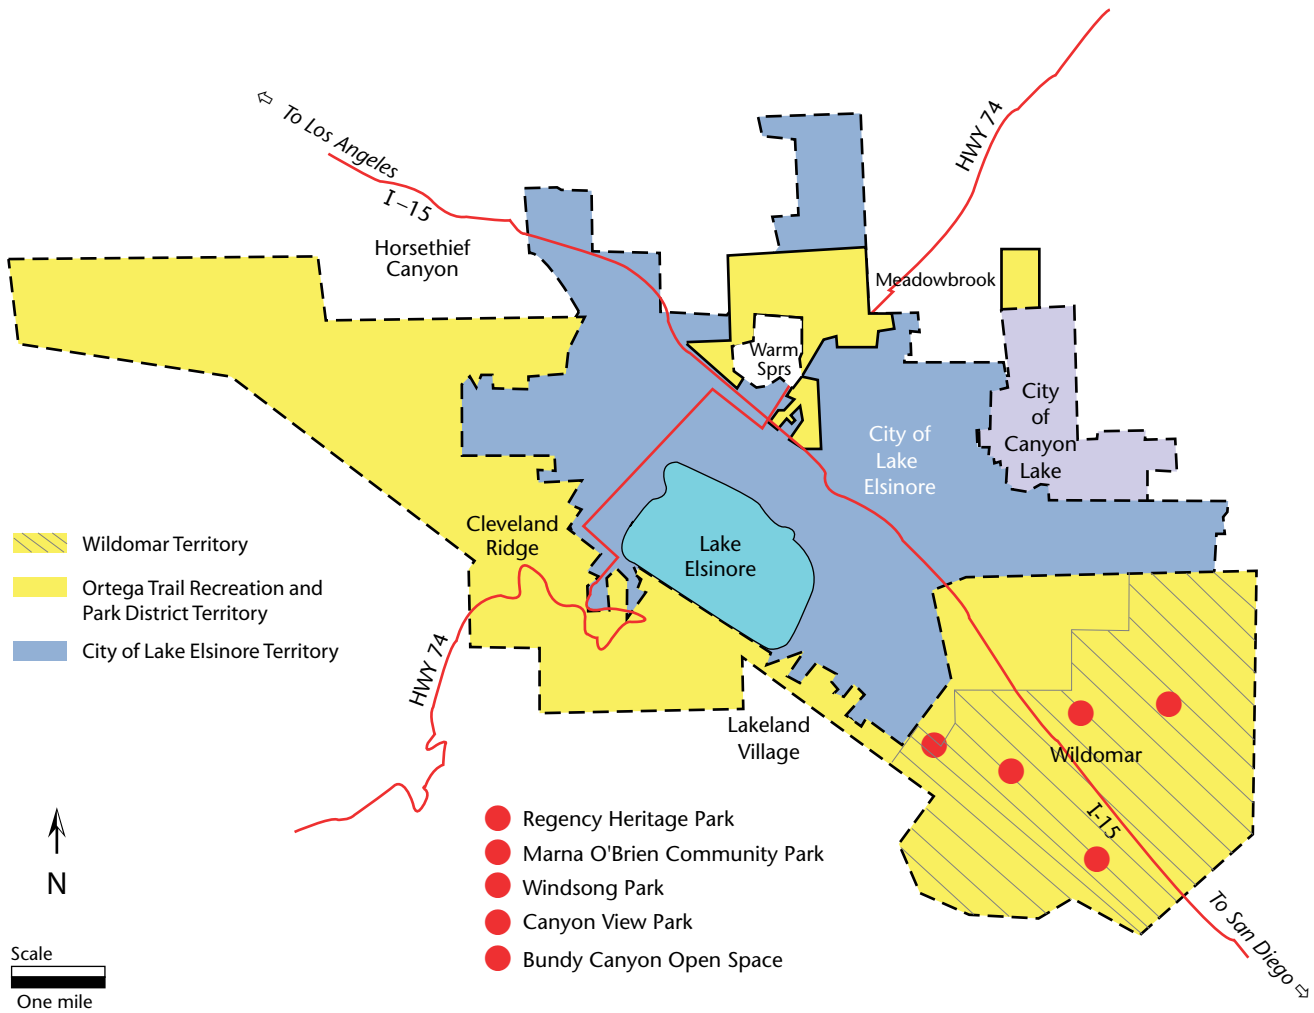 To Los Angeles
I–15
HWY 74
Horsethief
Canyon
Meadowbrook
Warm
Sprs
City
of
Canyon
Lake
City of
Lake
Elsinore
Cleveland
Ridge
Lake
Elsinore
Wildomar Territory
Ortega Trail Recreation and
Park District Territory
City of Lake Elsinore Territory
HWY 74
Lakeland
Village
Wildomar
I-15
To San Diego
Regency Heritage Park
Marna O'Brien Community Park
Windsong Park
Canyon View Park
Bundy Canyon Open Space
N
Scale
One mile